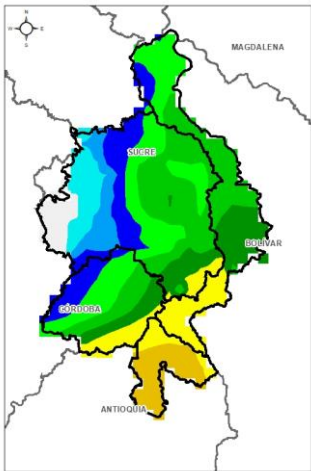 N
E
S
MAGDALENA
SUCRE
BOLIVAR
CÓRDOBA
ANTIOQUIA